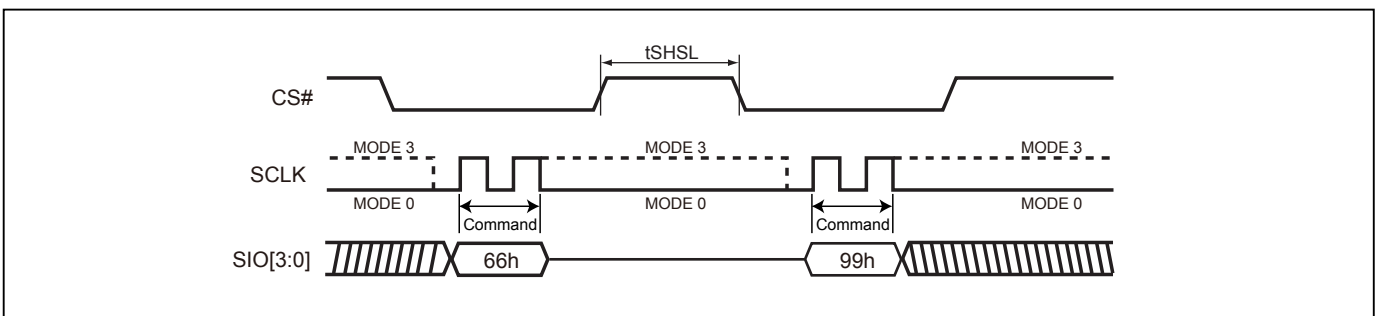 tSHSL
CS#
MODE 3 MODE 3 MODE 3
SCLK
MODE 0 MODE 0 MODE 0
Command Command
SIO[3:0] 66h 99h